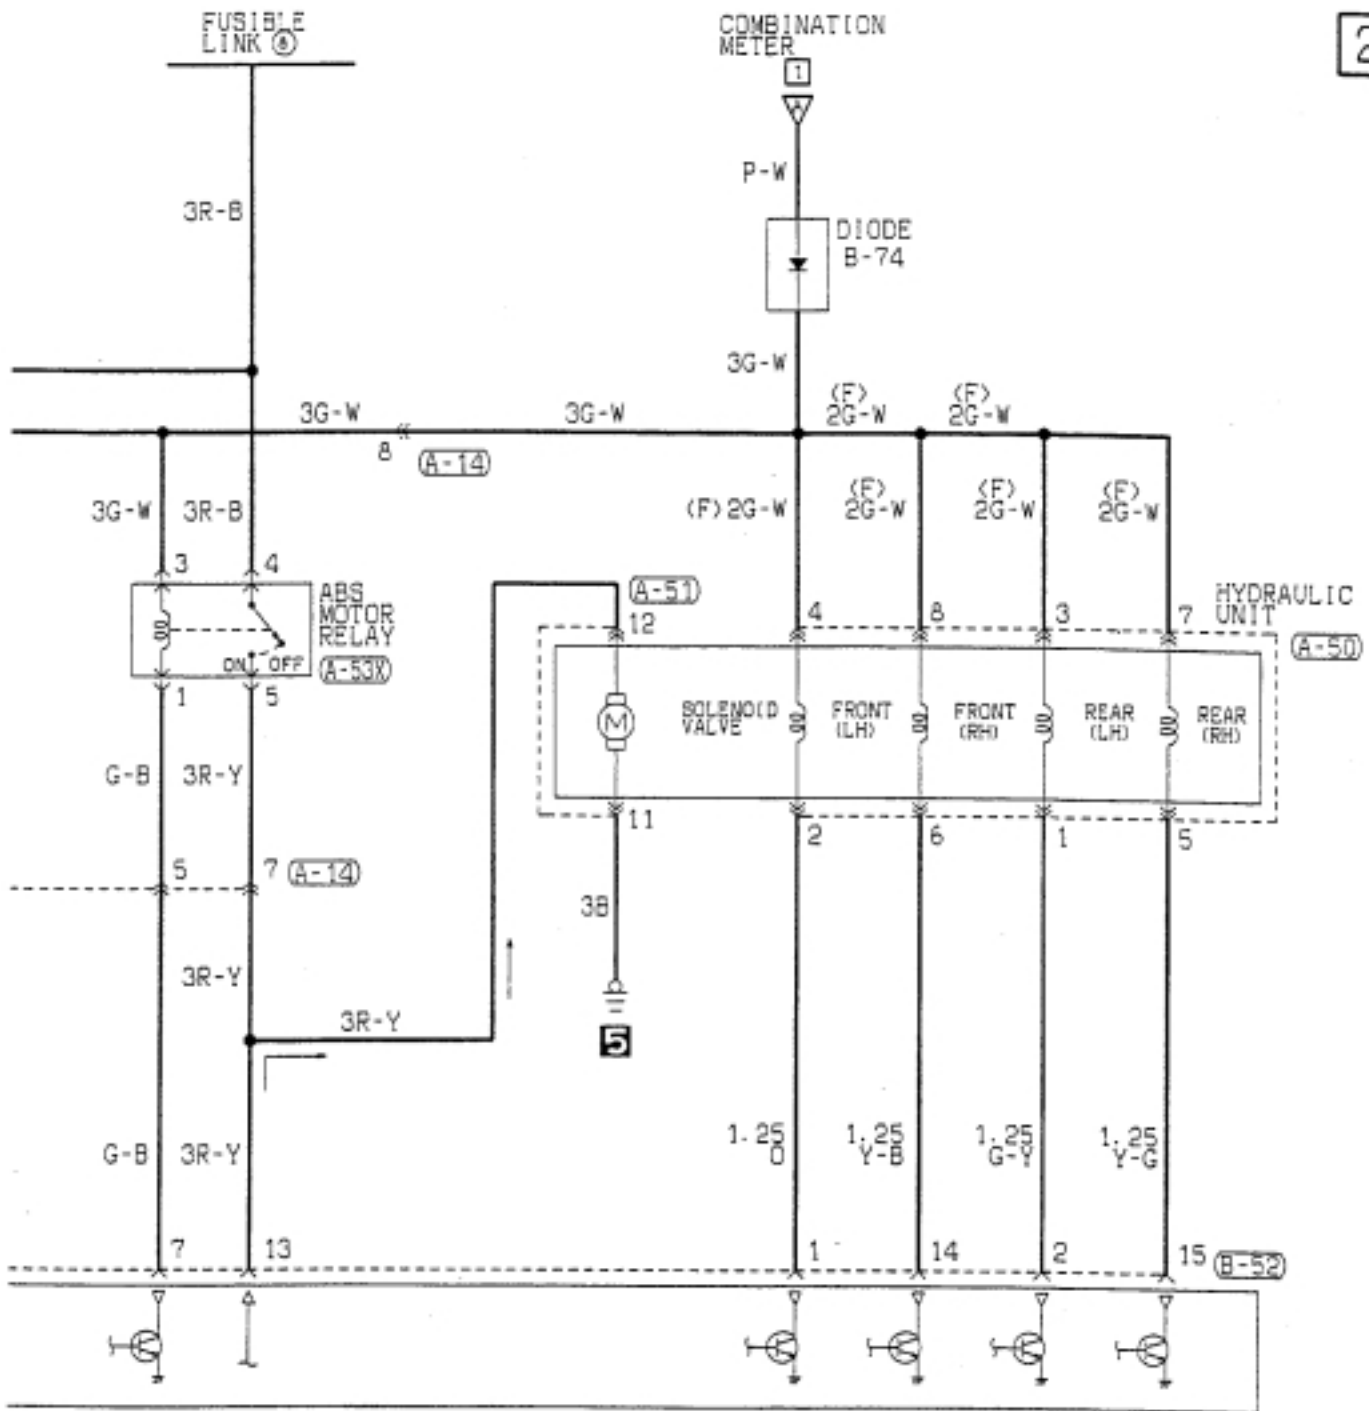 FUSIBLE
LINK ⑥
COMBINATION
METER
1
2
A
P-W
3R-B
DIODE
B-74
3G-W
(F)
2G-W
(F)
2G-W
3G-W
3G-W
8
A-14
3G-W
3R-B
(F) 2G-W
(F)
2G-W
(F)
2G-W
(F)
2G-W
3
4
ABS
MOTOR
RELAY
A-53X
ON OFF
A-51
12
4
8
3
7
HYDRAULIC
UNIT
A-50
1
5
M
SOLENOID
VALVE
FRONT
(LH)
FRONT
(RH)
REAR
(LH)
REAR
(RH)
G-B
3R-Y
11
2
6
1
5
5
7
A-14
3B
3R-Y
3R-Y
5
1.25
O
1.25
Y-B
1.25
G-Y
1.25
Y-G
G-B
3R-Y
7
13
1
14
2
15
B-52